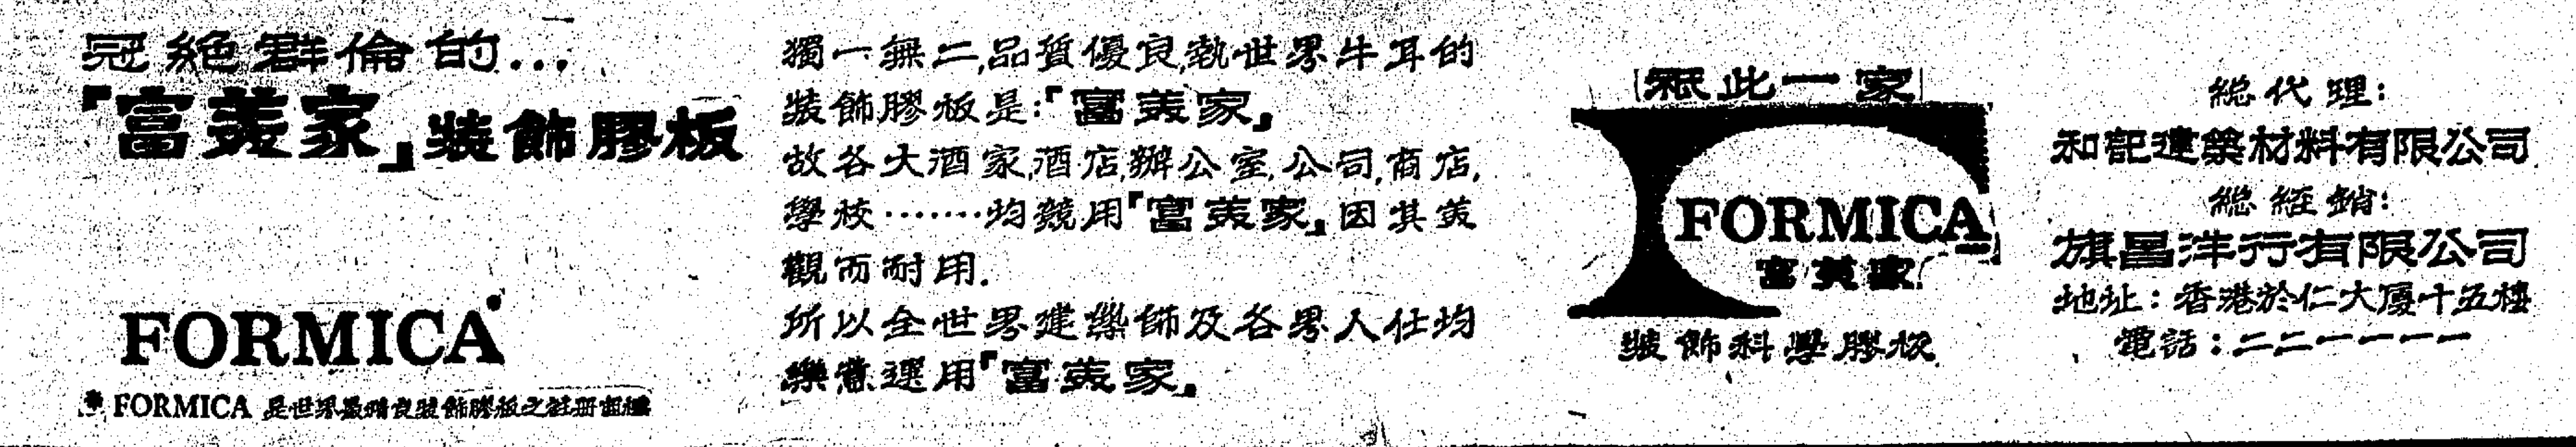 冠絕群倫的...
「富美家」裝飾膠板
FORMICA
* FORMICA 是世界最精良裝飾膠板之註冊商標
獨一無二,品質優良,執世界牛耳的
裝飾膠板是:「富美家」
故各大酒家,酒店,辦公室,公司,商店,
學校·······均競用「富美家」因其美
觀而耐用.
所以全世界建築師及各界人仕均
樂意選用「富美家」
祇此一家
FORMICA
富美家
裝飾科學膠板
總代理:
和記建築材料有限公司
總經銷:
旗昌洋行有限公司
地址:香港於仁大廈十五樓
電話:二二一一一一